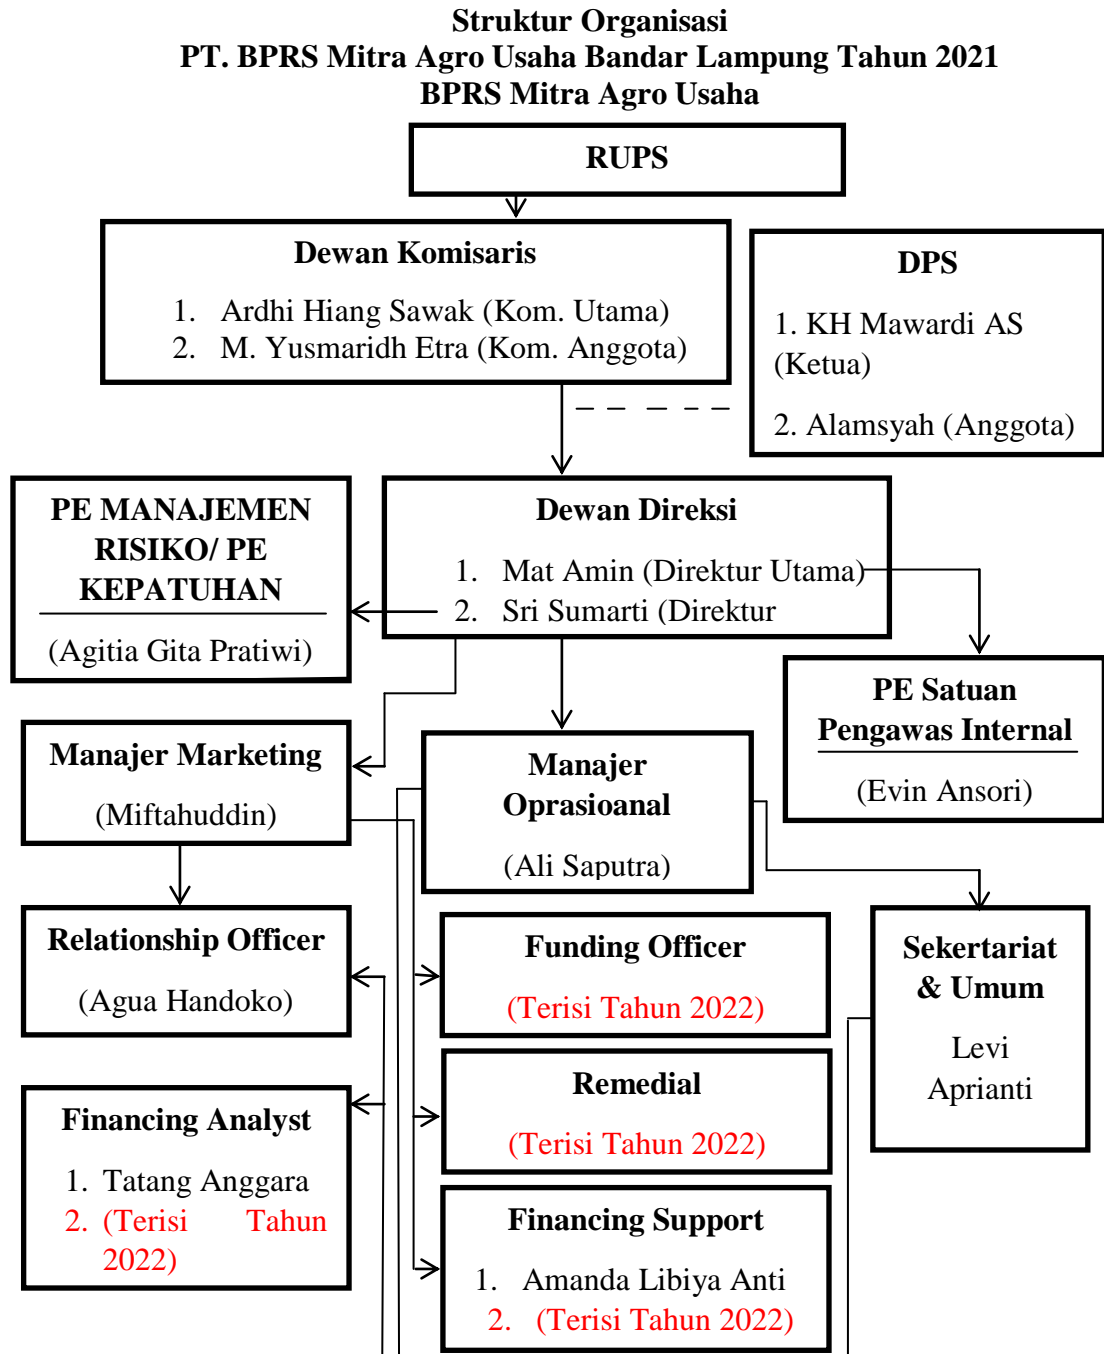 Struktur Organisasi
PT. BPRS Mitra Agro Usaha Bandar Lampung Tahun 2021
BPRS Mitra Agro Usaha
RUPS
Dewan Komisaris
1. Ardhi Hiang Sawak (Kom. Utama)
2. M. Yusmaridh Etra (Kom. Anggota)
DPS
1. KH Mawardi AS
(Ketua)
2. Alamsyah (Anggota)
PE MANAJEMEN
RISIKO/ PE
KEPATUHAN
(Agitia Gita Pratiwi)
Dewan Direksi
1. Mat Amin (Direktur Utama)
2. Sri Sumarti (Direktur
PE Satuan
Pengawas Internal
(Evin Ansori)
Manajer Marketing
(Miftahuddin)
Manajer
Oprasioanal
(Ali Saputra)
Relationship Officer
(Agua Handoko)
Funding Officer
(Terisi Tahun 2022)
Sekertariat
& Umum
Levi
Aprianti
Remedial
(Terisi Tahun 2022)
Financing Analyst
1. Tatang Anggara
2. (Terisi Tahun
2022)
Financing Support
1. Amanda Libiya Anti
2. (Terisi Tahun 2022)